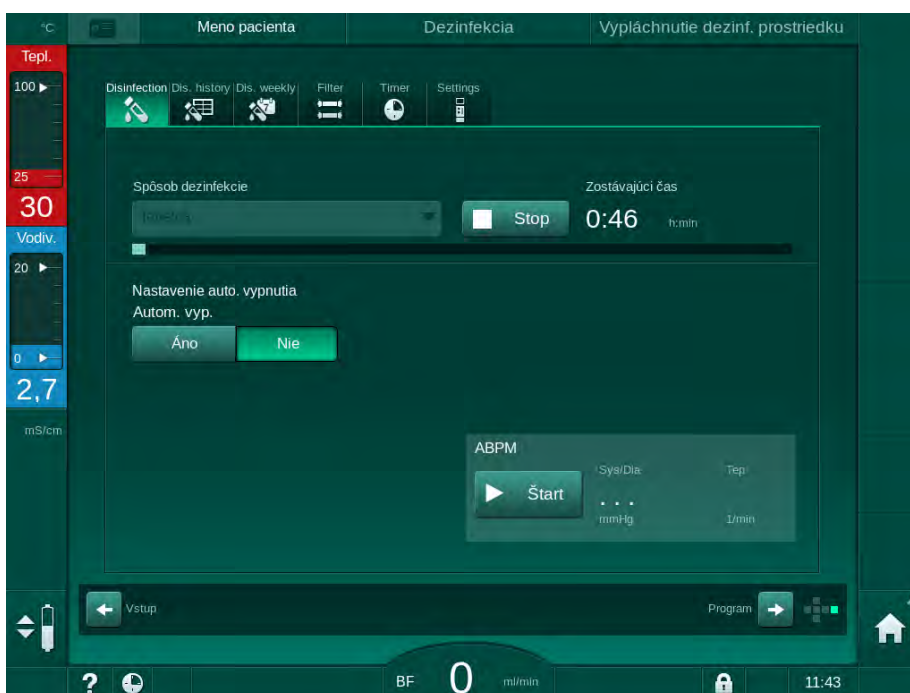 °C
Meno pacienta
Dezinfekcia
Vypláchnutie dezinf. prostriedku
Tepl.
100
25
30
Vodiv.
20
0
2,7
mS/cm
Disinfection
Dis. history
Dis. weekly
Filter
Timer
Settings
7
Spôsob dezinfekcie
Stop
Zostávajúci čas
0:46 h:min
Nastavenie auto. vypnutia
Autom. vyp.
Áno
Nie
ABPM
Štart
Sys/Dia
Tep
. . .
mmHg
1/min
Vstup
Program
?
BF 0 ml/min
11:43